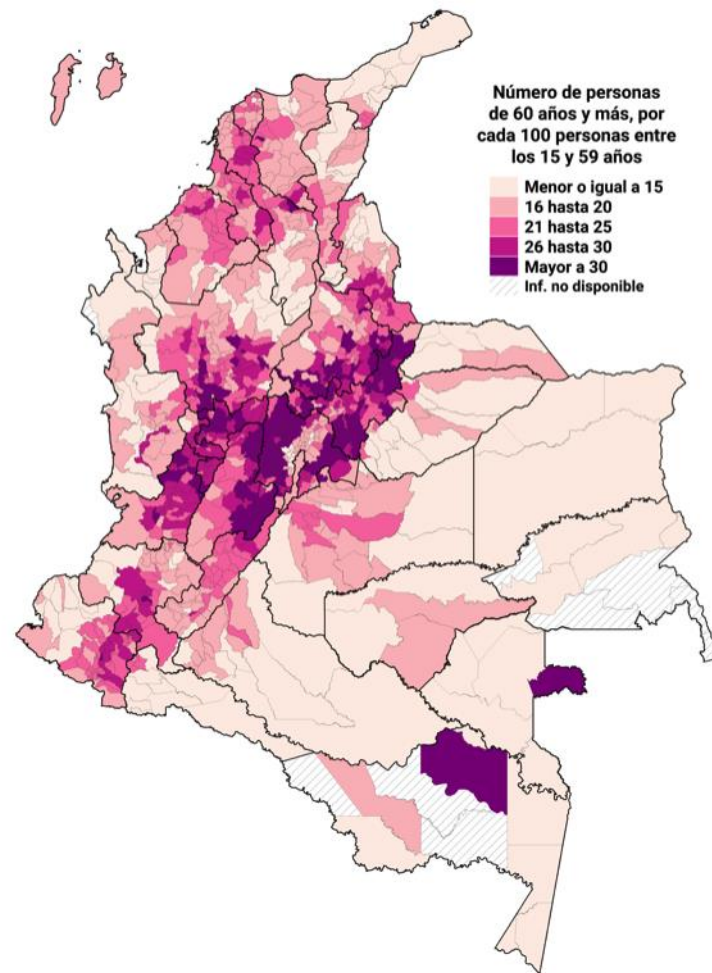 Número de personas
de 60 años y más, por
cada 100 personas entre
los 15 y 59 años
Menor o igual a 15
16 hasta 20
21 hasta 25
26 hasta 30
Mayor a 30
Inf. no disponible